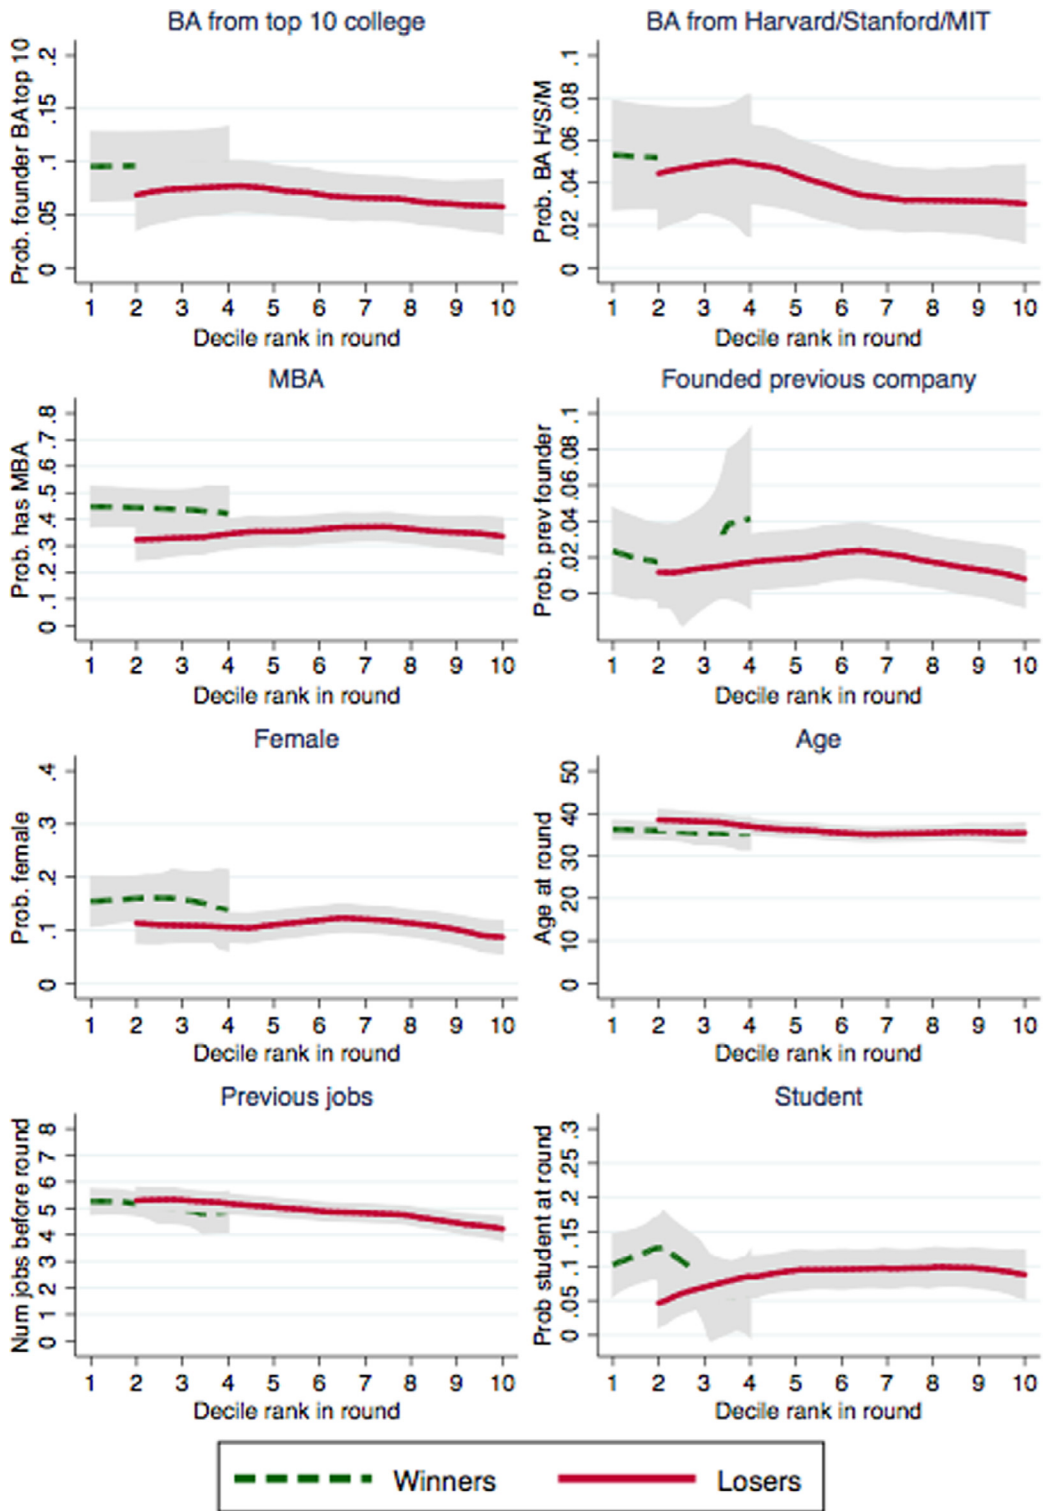 BA from top 10 college
Prob. founder BAtop 10
0 .05 .1 .15 .2
1 2 3 4 5 6 7 8 9 10
Decile rank in round
BA from Harvard/Stanford/MIT
Prob. BA H/S/M
0 .02 .04 .06 .08 .1
1 2 3 4 5 6 7 8 9 10
Decile rank in round
MBA
Prob. has MBA
0 .1 .2 .3 .4 .5 .6 .7 .8
1 2 3 4 5 6 7 8 9 10
Decile rank in round
Founded previous company
Prob. prev founder
0 .02 .04 .06 .08 .1
1 2 3 4 5 6 7 8 9 10
Decile rank in round
Female
Prob. female
0 .1 .2 .3 .4
1 2 3 4 5 6 7 8 9 10
Decile rank in round
Age
Age at round
0 10 20 30 40 50
1 2 3 4 5 6 7 8 9 10
Decile rank in round
Previous jobs
Num jobs before round
0 1 2 3 4 5 6 7 8
1 2 3 4 5 6 7 8 9 10
Decile rank in round
Student
Prob student at round
0 .05 .1 .15 .2 .25 .3
1 2 3 4 5 6 7 8 9 10
Decile rank in round
Winners
Losers